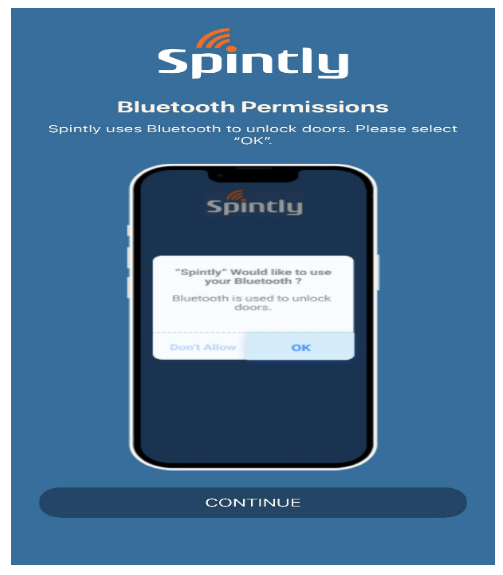 Spintly
Bluetooth Permissions
Spintly uses Bluetooth to unlock doors. Please select
"OK".
Spintly
"Spintly" Would like to use
your Bluetooth ?
Bluetooth is used to unlock
doors.
Don't Allow OK
CONTINUE